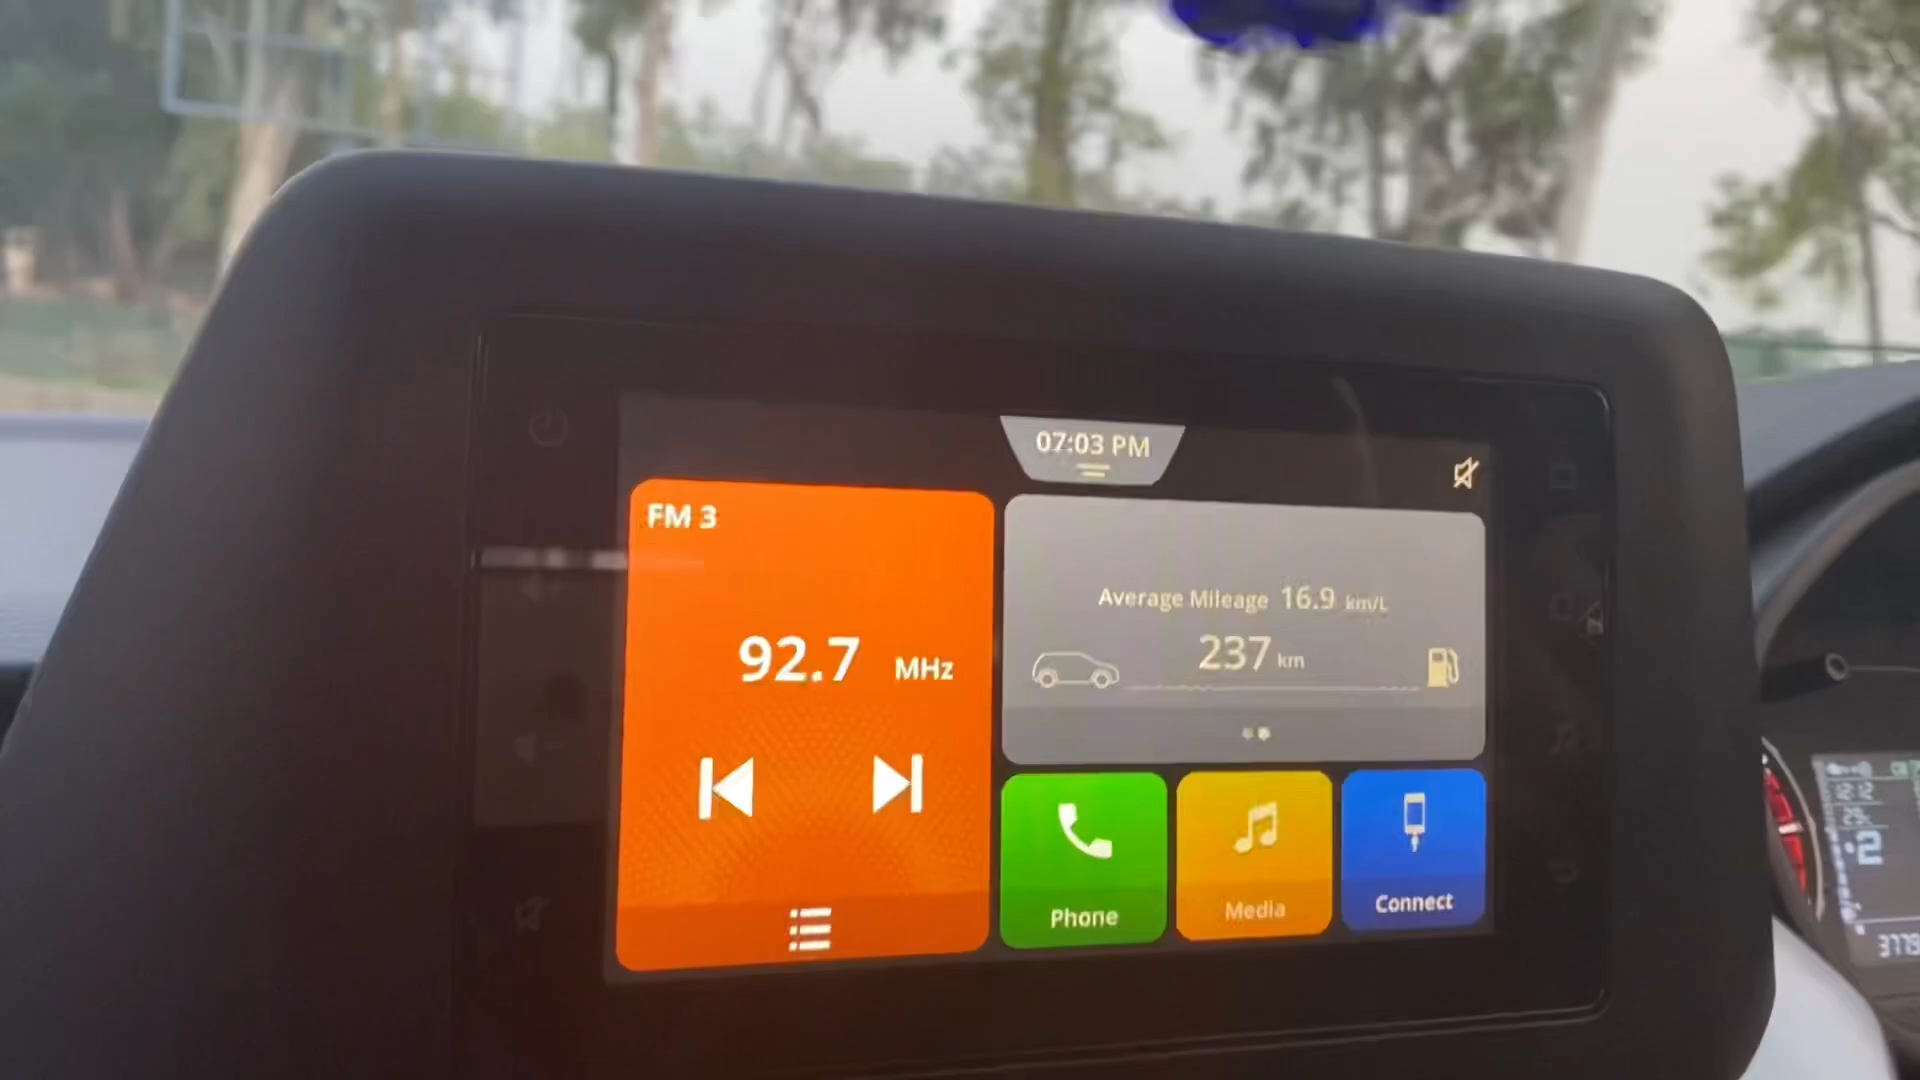 07:03 PM
FM 3
92.7 MHz
Average Mileage 16.9 km/L
237 km
Phone
Media
Connect